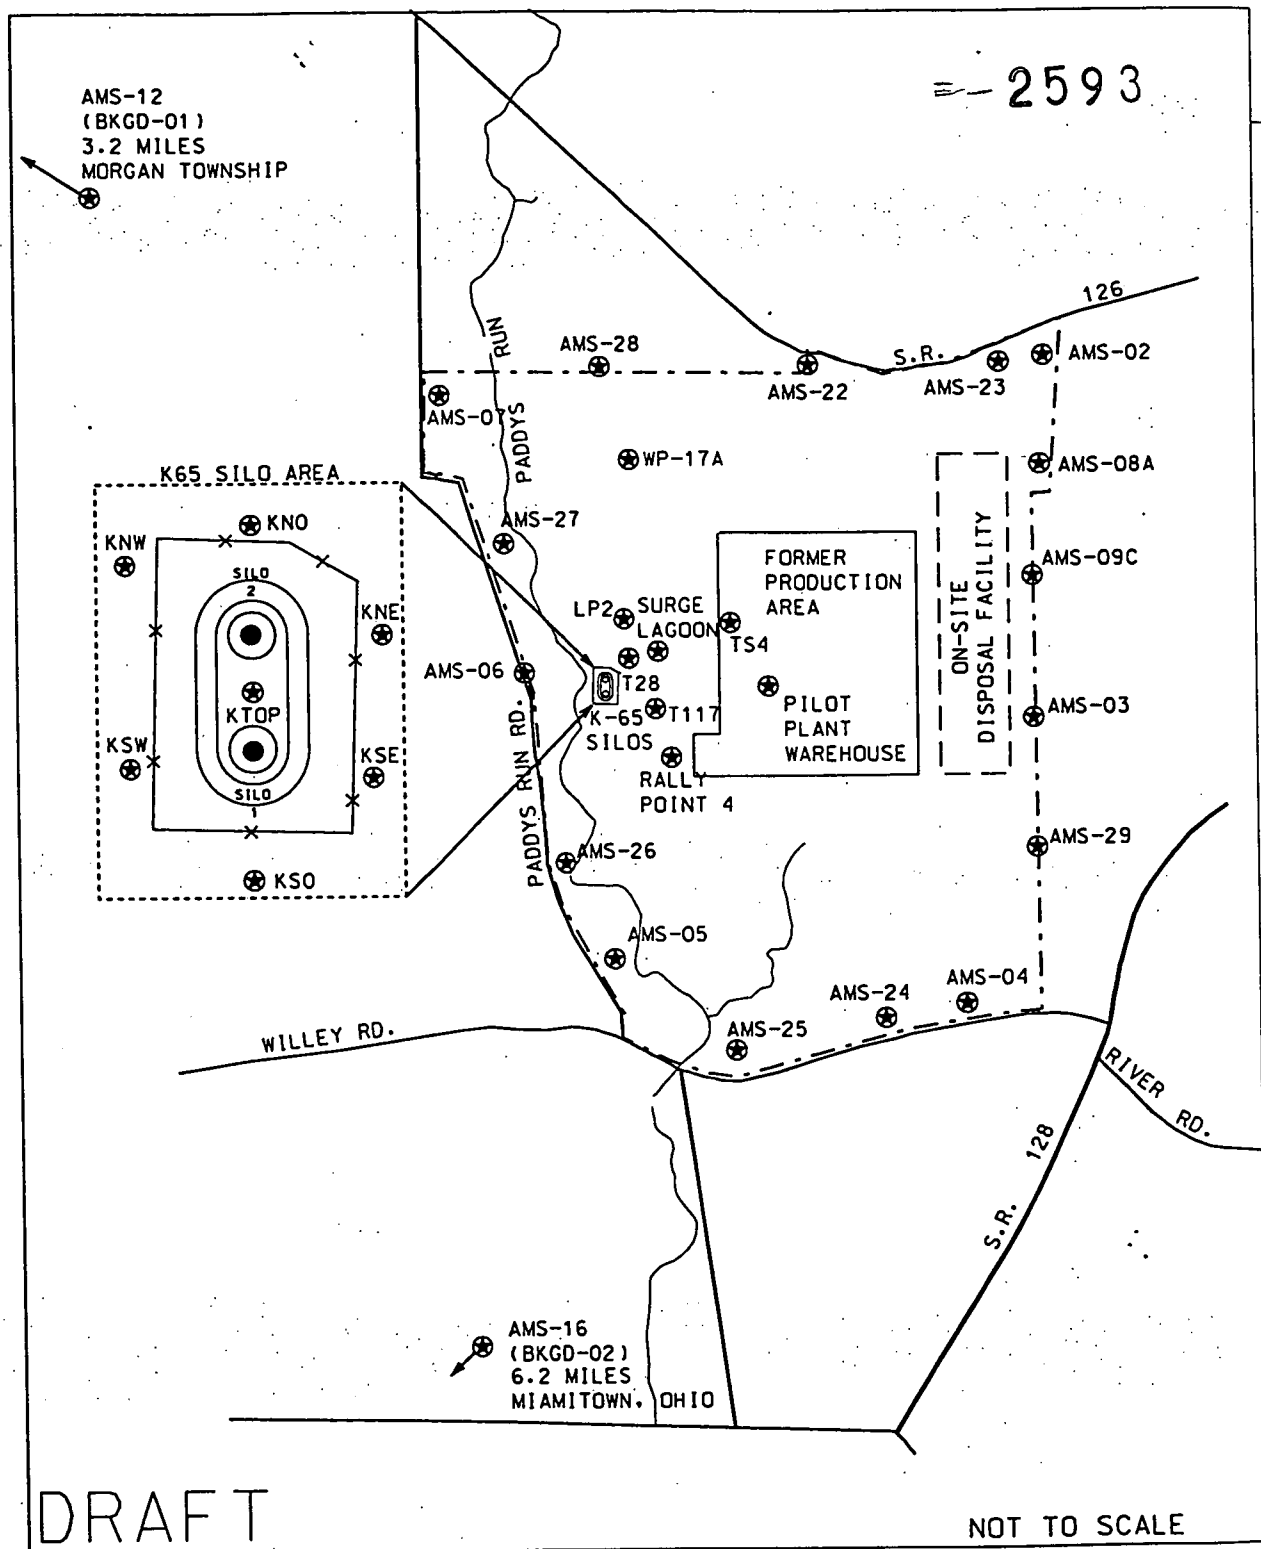 2593
AMS-12
(BKGD-01)
3.2 MILES
MORGAN TOWNSHIP
126
S.R.
AMS-28
AMS-22
AMS-23
AMS-02
AMS-07
PADDYS RUN
WP-17A
AMS-08A
K65 SILO AREA
KNO
KNW
SILO
2
KNE
KTOP
KSW
KSE
SILO
1
KSO
AMS-27
FORMER
PRODUCTION
AREA
ON-SITE
DISPOSAL FACILITY
AMS-09C
LP2
SURGE
LAGOON
TS4
AMS-06
T28
K-65
SILOS
T117
PILOT
PLANT
WAREHOUSE
AMS-03
RALLY
POINT 4
PADDYS RUN RD.
AMS-26
AMS-29
AMS-05
AMS-04
AMS-24
AMS-25
WILLEY RD.
RIVER RD.
S.R. 128
AMS-16
(BKGD-02)
6.2 MILES
MIAMITOWN, OHIO
DRAFT
NOT TO SCALE